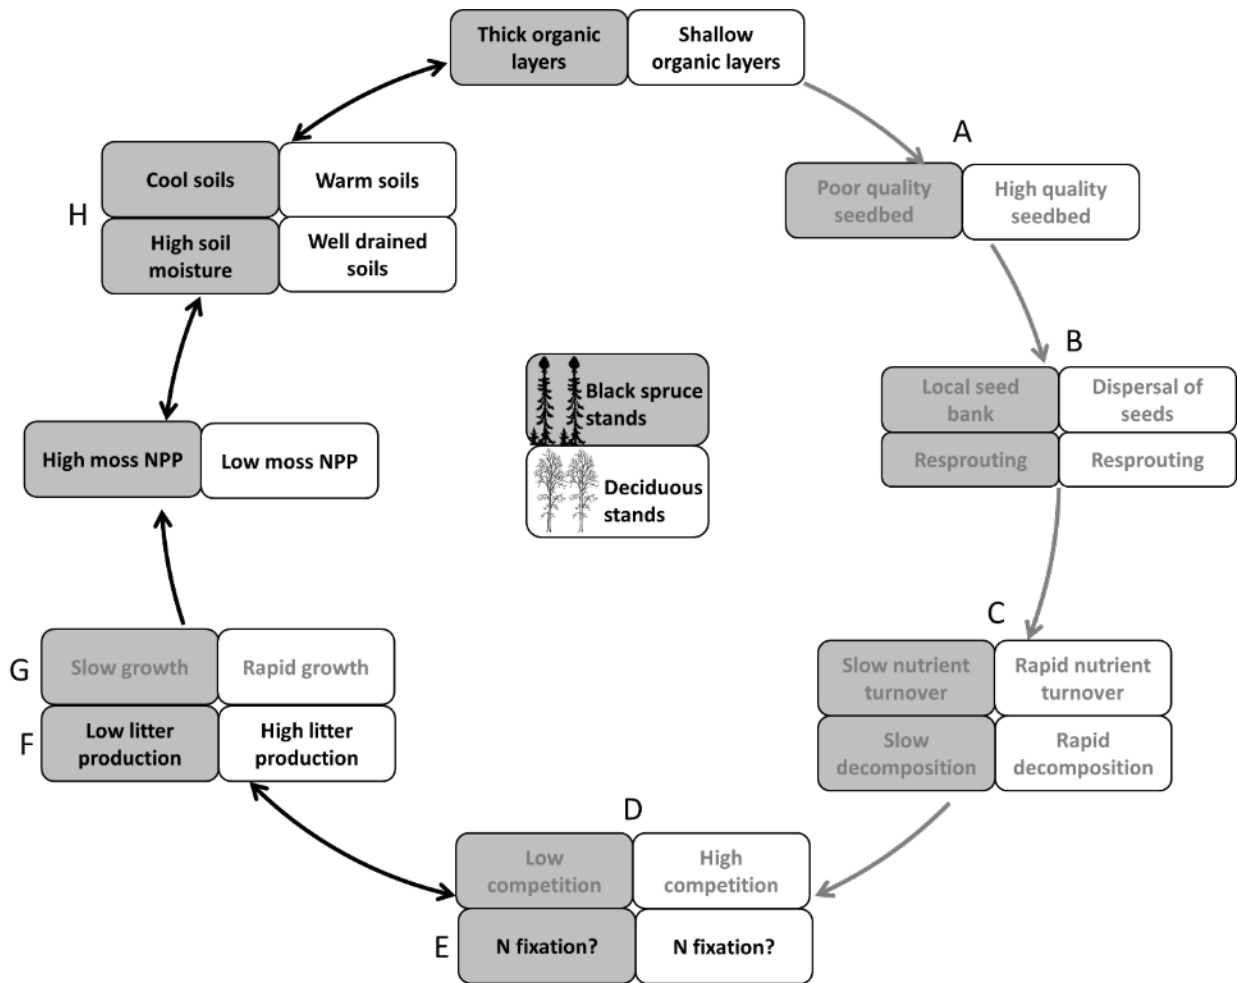 Thick organic
layers
Shallow
organic layers
A
Poor quality
seedbed
High quality
seedbed
B
Local seed
bank
Dispersal of
seeds
Resprouting
Resprouting
C
Slow nutrient
turnover
Rapid nutrient
turnover
Slow
decomposition
Rapid
decomposition
D
Low
competition
High
competition
E
N fixation?
N fixation?
G
Slow growth
Rapid growth
F
Low litter
production
High litter
production
High moss NPP
Low moss NPP
H
Cool soils
Warm soils
High soil
moisture
Well drained
soils
Black spruce
stands
Deciduous
stands